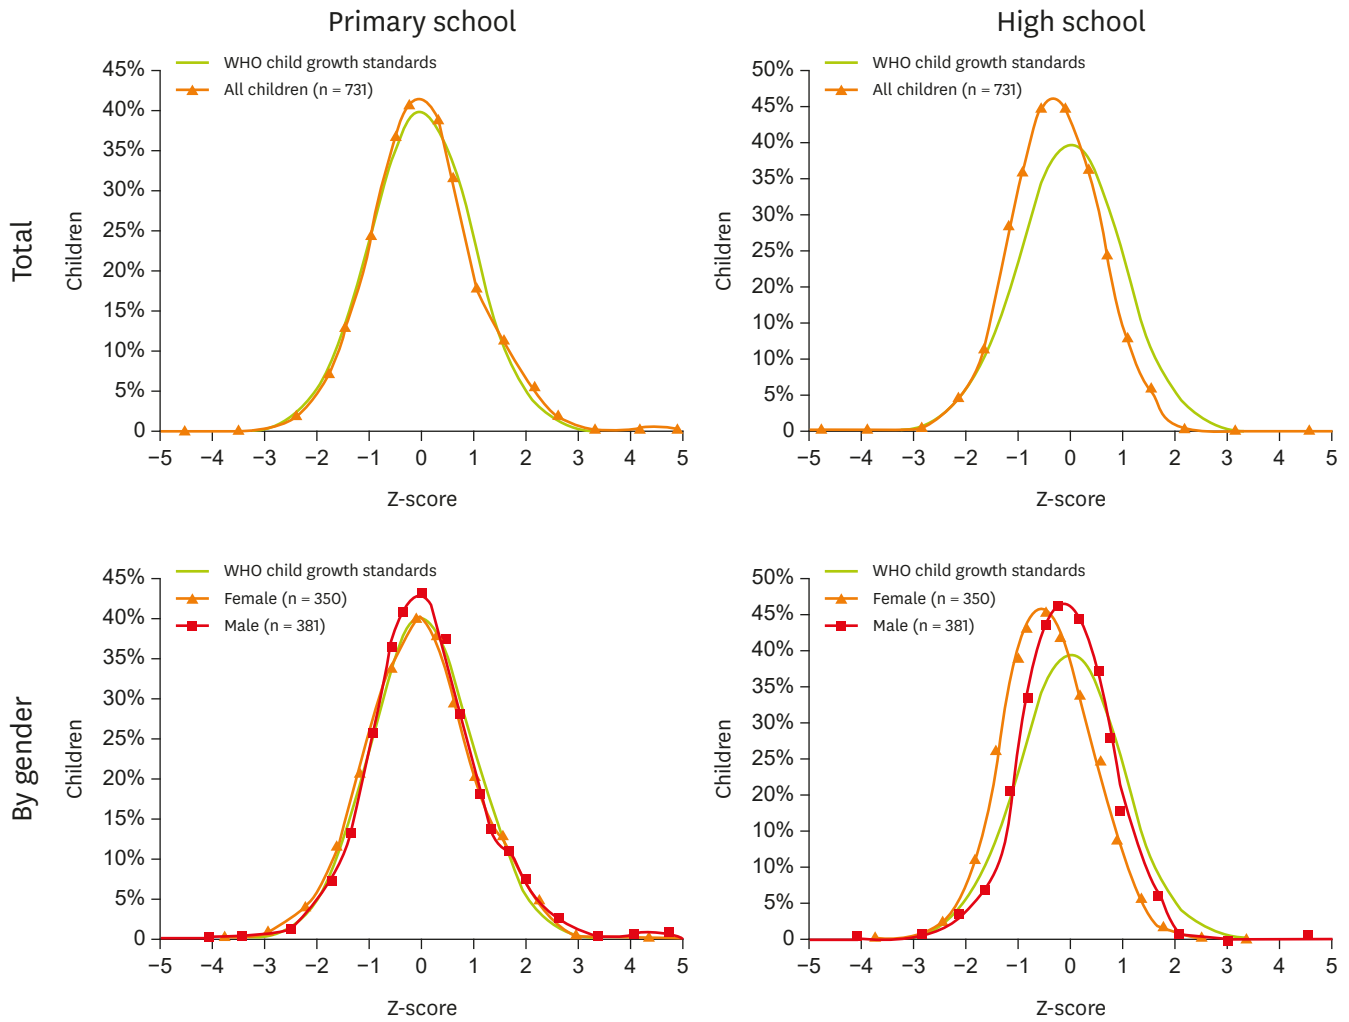 Primary school
High school
Total
Children
45%
40%
35%
30%
25%
20%
15%
10%
5%
0
WHO child growth standards
All children (n = 731)
−5 −4 −3 −2 −1 0 1 2 3 4 5
Z-score
Children
50%
45%
40%
35%
30%
25%
20%
10%
10%
5%
0
WHO child growth standards
All children (n = 731)
−5 −4 −3 −2 −1 0 1 2 3 4 5
Z-score
By gender
Children
45%
40%
35%
30%
25%
20%
15%
10%
5%
0
WHO child growth standards
Female (n = 350)
Male (n = 381)
−5 −4 −3 −2 −1 0 1 2 3 4 5
Z-score
Children
50%
45%
40%
35%
30%
25%
20%
10%
10%
5%
0
WHO child growth standards
Female (n = 350)
Male (n = 381)
−5 −4 −3 −2 −1 0 1 2 3 4 5
Z-score